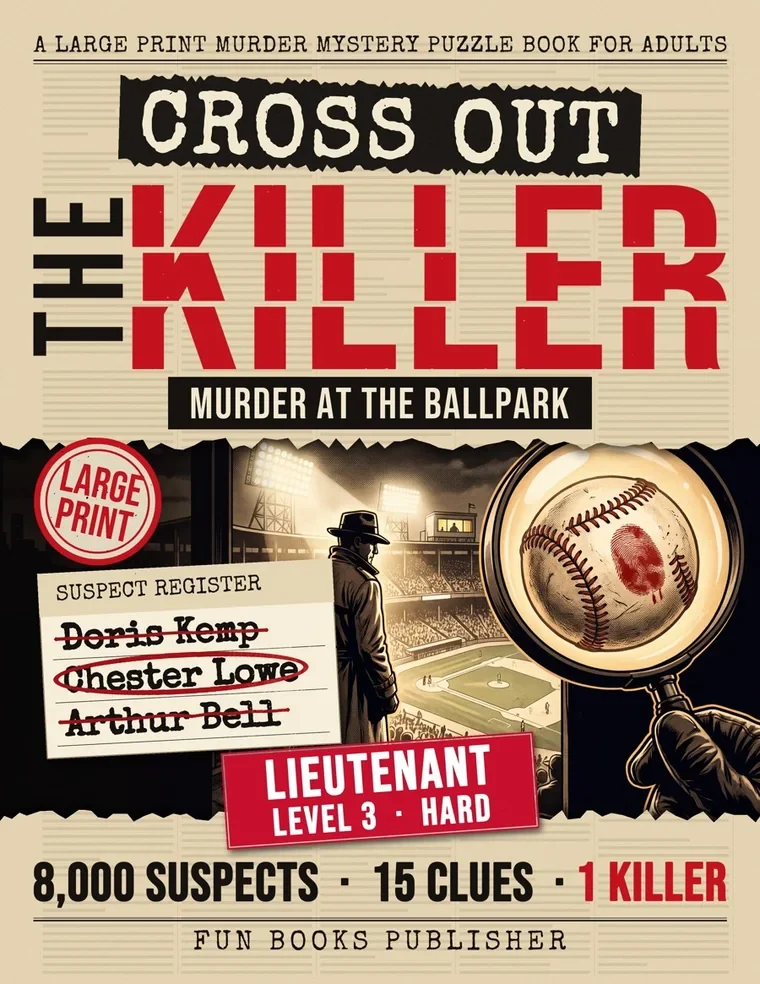 A LARGE PRINT MURDER MYSTERY PUZZLE BOOK FOR ADULTS
CROSS OUT
THE KILLER
MURDER AT THE BALLPARK
LARGE
PRINT
SUSPECT REGISTER
Doris Kemp
Chester Lowe
Arthur Bell
LIEUTENANT
LEVEL 3 · HARD
8,000 SUSPECTS · 15 CLUES · 1 KILLER
FUN BOOKS PUBLISHER